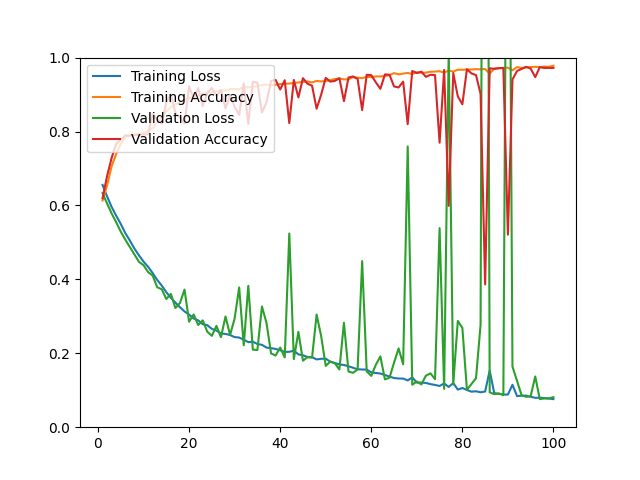 1.0
0.8
0.6
0.4
0.2
0.0
Training Loss
Training Accuracy
Validation Loss
Validation Accuracy
0 20 40 60 80 100